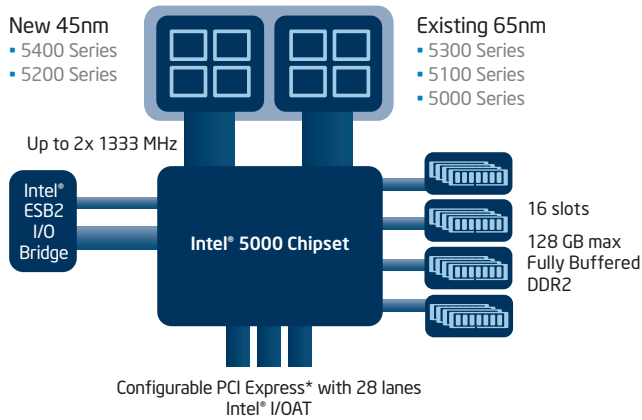 New 45nm
▪ 5400 Series
▪ 5200 Series
Existing 65nm
▪ 5300 Series
▪ 5100 Series
▪ 5000 Series
Up to 2x 1333 MHz
Intel®
ESB2
I/O
Bridge
Intel® 5000 Chipset
16 slots
128 GB max
Fully Buffered
DDR2
Configurable PCI Express* with 28 lanes
Intel® I/OAT